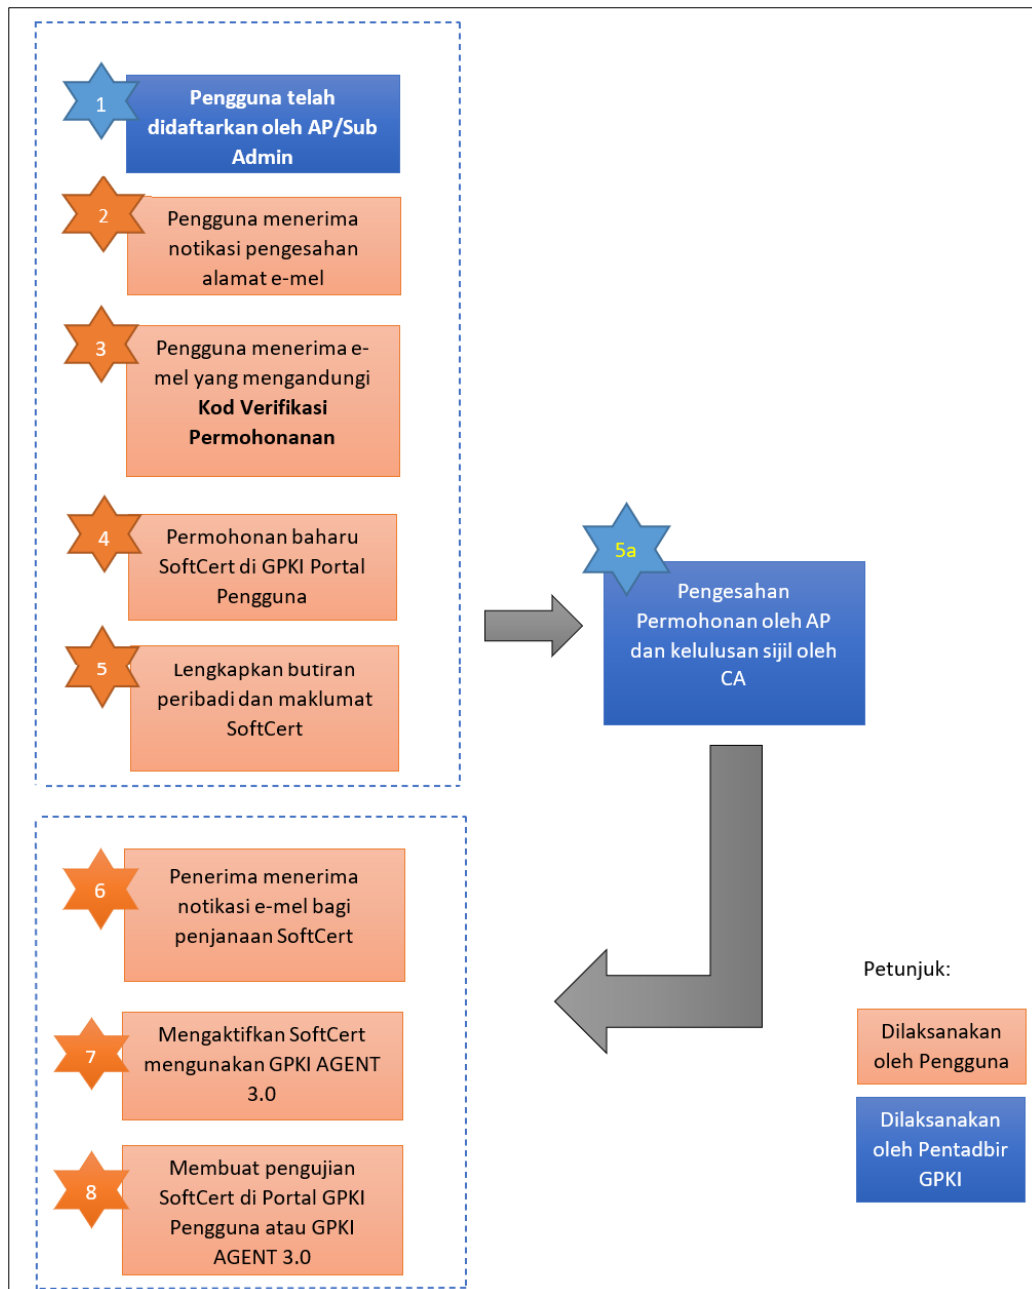 1
Pengguna telah
didaftarkan oleh AP/Sub
Admin
2
Pengguna menerima
notikasi pengesahan
alamat e-mel
3
Pengguna menerima e-
mel yang mengandungi
Kod Verifikasi
Permohonanan
4
Permohonan baharu
SoftCert di GPKI Portal
Pengguna
5
Lengkapkan butiran
peribadi dan maklumat
SoftCert
5a
Pengesahan
Permohonan oleh AP
dan kelulusan sijil oleh
CA
6
Penerima menerima
notikasi e-mel bagi
penjanaan SoftCert
7
Mengaktifkan SoftCert
mengunakan GPKI AGENT
3.0
8
Membuat pengujian
SoftCert di Portal GPKI
Pengguna atau GPKI
AGENT 3.0
Petunjuk:
Dilaksanakan
oleh Pengguna
Dilaksanakan
oleh Pentadbir
GPKI